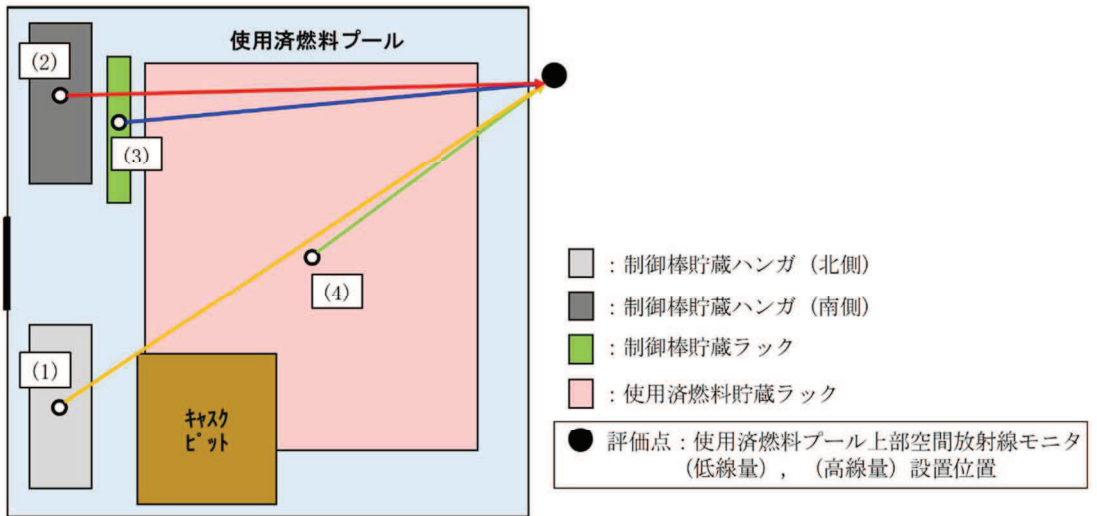 使用済燃料プール
(2)
(3)
(4)
(1)
キャスク
ピット
：制御棒貯蔵ハンガ（北側）
：制御棒貯蔵ハンガ（南側）
：制御棒貯蔵ラック
：使用済燃料貯蔵ラック
評価点：使用済燃料プール上部空間放射線モニタ
（低線量），（高線量）設置位置